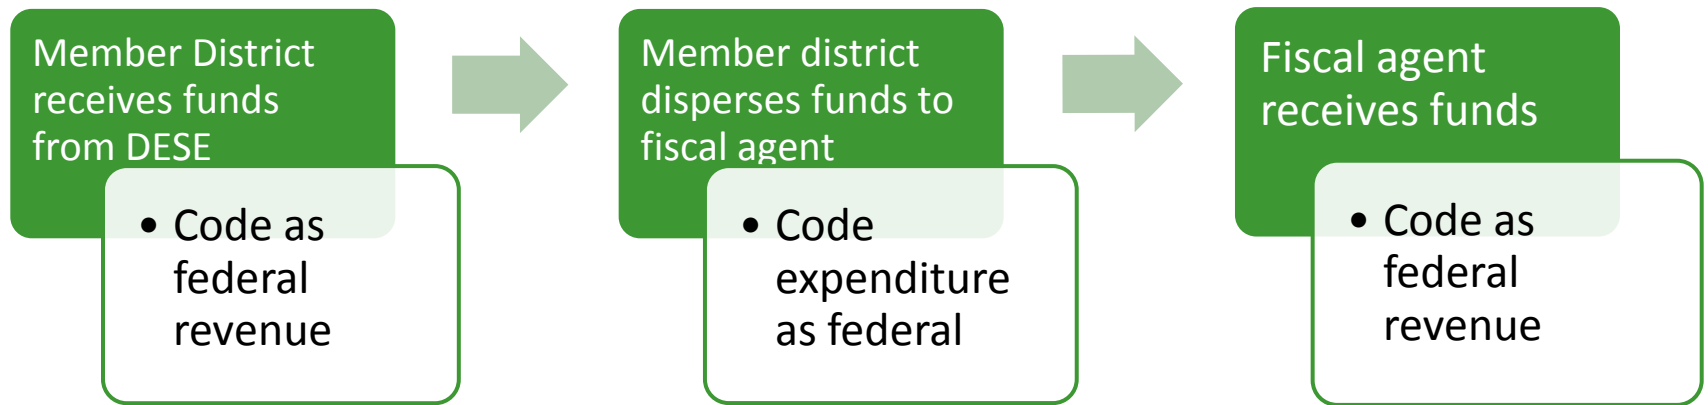 Member District
receives funds
from DESE
• Code as
federal
revenue
Member district
disperses funds to
fiscal agent
• Code
expenditure
as federal
Fiscal agent
receives funds
• Code as
federal
revenue